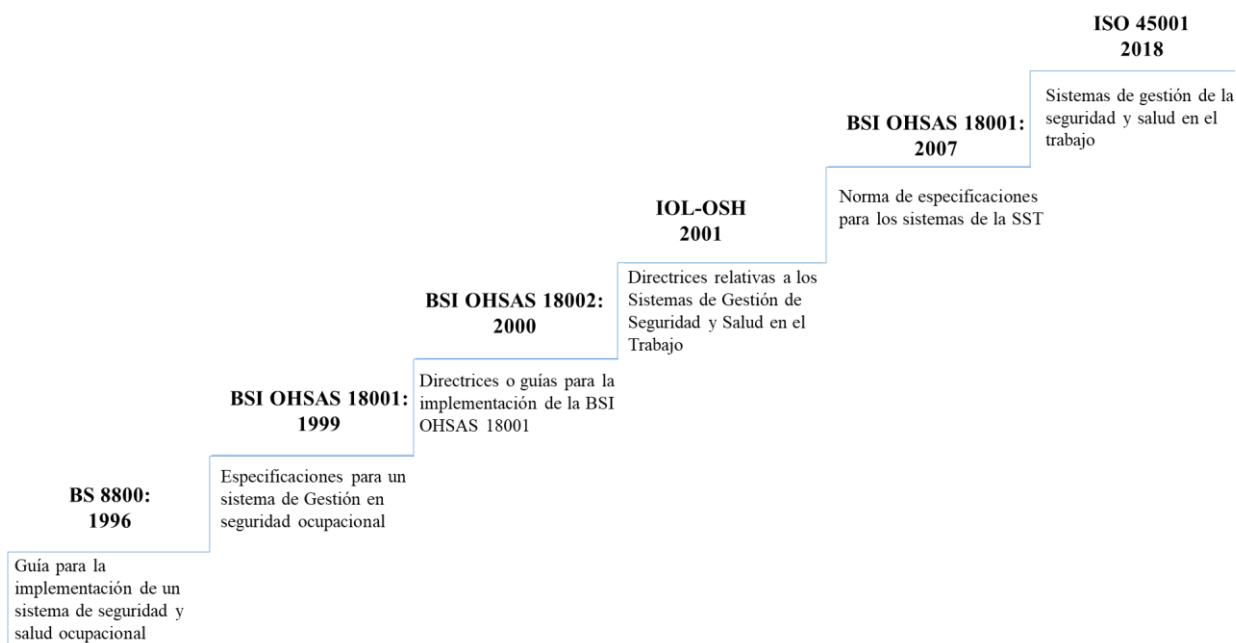 BS 8800:
1996
Guía para la
implementación de un
sistema de seguridad y
salud ocupacional
BSI OHSAS 18001:
1999
Especificaciones para un
sistema de Gestión en
seguridad ocupacional
BSI OHSAS 18002:
2000
Directrices o guías para la
implementación de la BSI
OHSAS 18001
IOL-OSH
2001
Directrices relativas a los
Sistemas de Gestión de
Seguridad y Salud en el
Trabajo
BSI OHSAS 18001:
2007
Norma de especificaciones
para los sistemas de la SST
ISO 45001
2018
Sistemas de gestión de la
seguridad y salud en el
trabajo